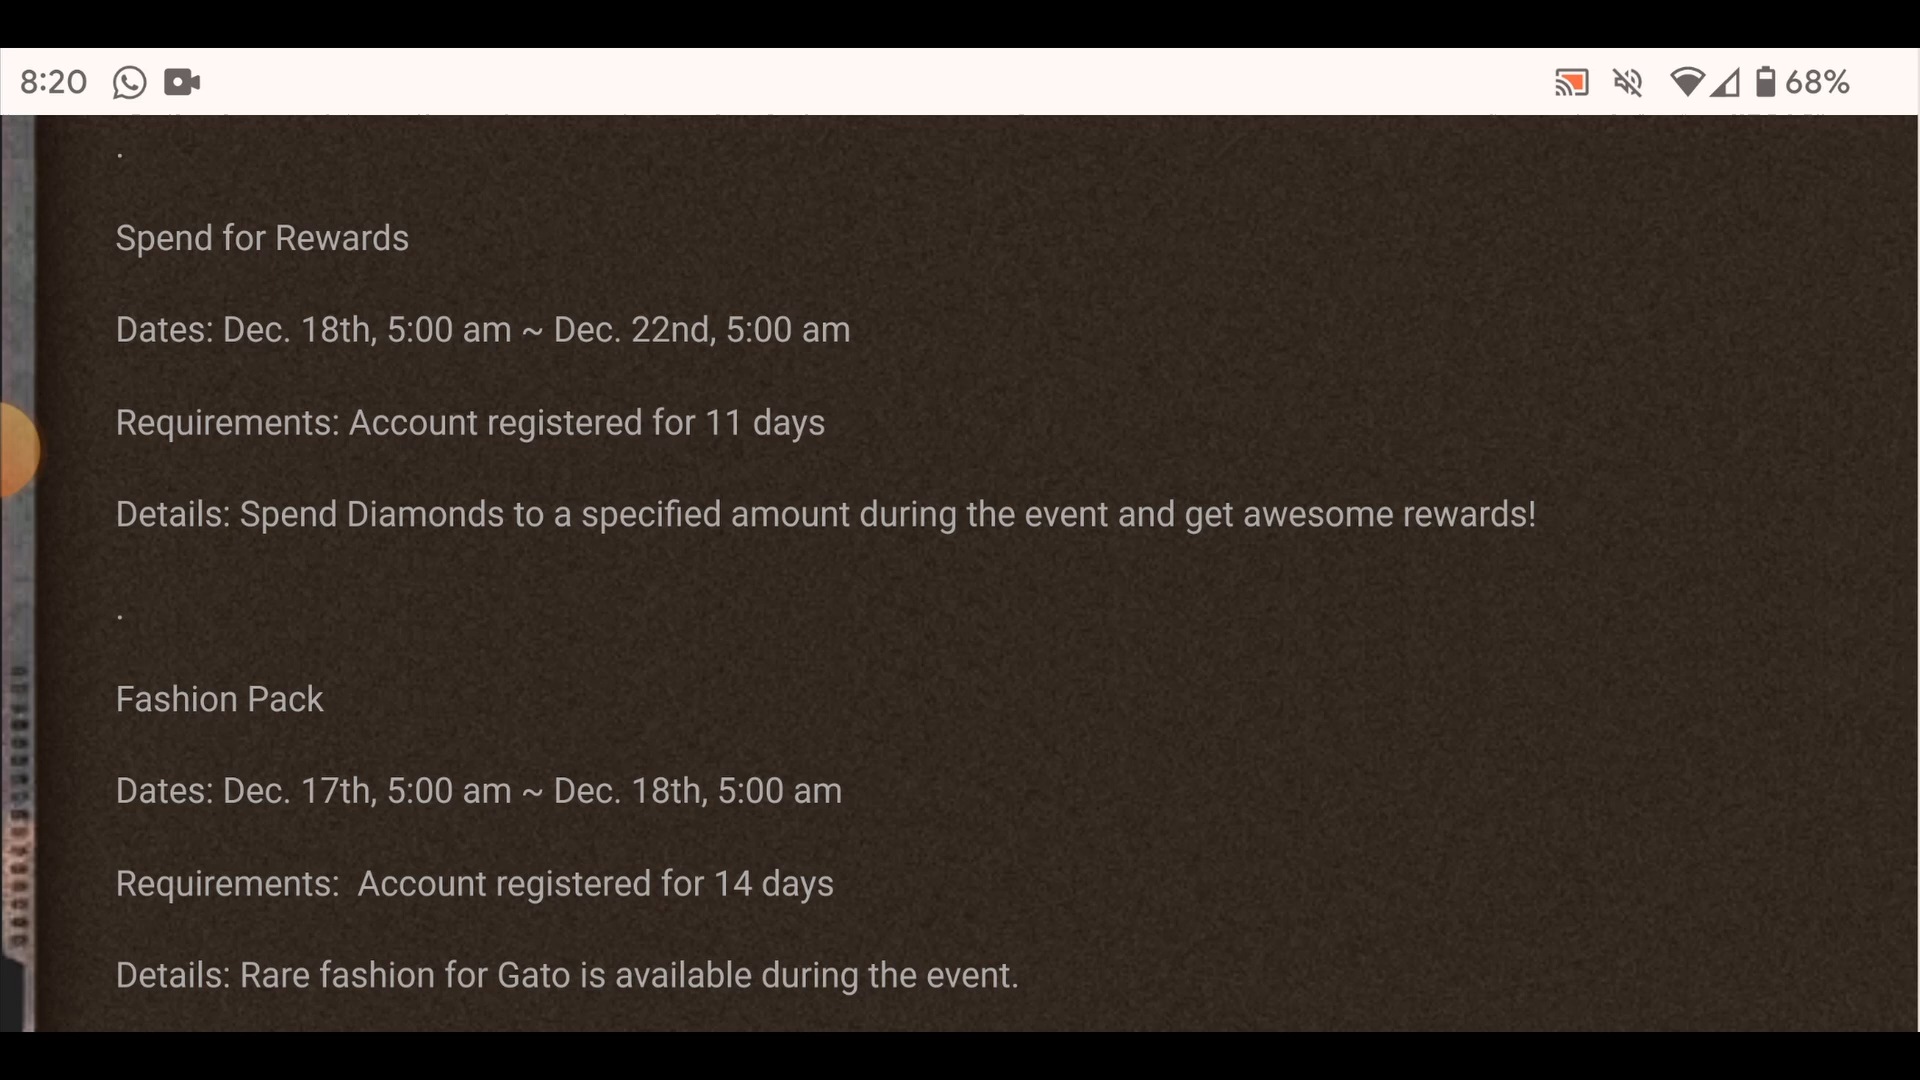 8:20
68%
.
Spend for Rewards
Dates: Dec. 18th, 5:00 am ~ Dec. 22nd, 5:00 am
Requirements: Account registered for 11 days
Details: Spend Diamonds to a specified amount during the event and get awesome rewards!
.
Fashion Pack
Dates: Dec. 17th, 5:00 am ~ Dec. 18th, 5:00 am
Requirements:  Account registered for 14 days
Details: Rare fashion for Gato is available during the event.